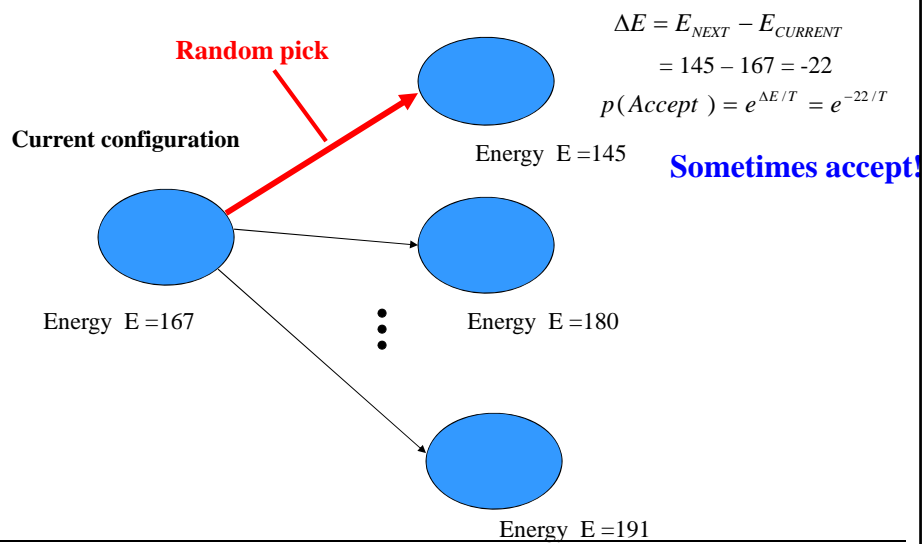 Random pick
ΔE = E_NEXT − E_CURRENT
= 145 – 167 = -22
p(Accept ) = e^{ΔE/T} = e^{−22/T}
Current configuration
Energy E =145
Sometimes accept!
Energy E =167
Energy E =180
Energy E =191